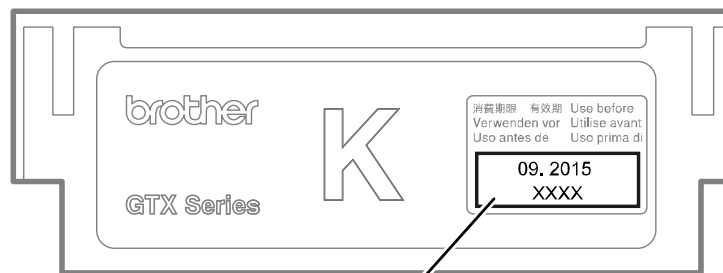 brother
GTX Series
K
消費期限 有效期 Use before
Verwenden vor Utilise avant
Uso antes de Uso prima di
09. 2015
XXXX